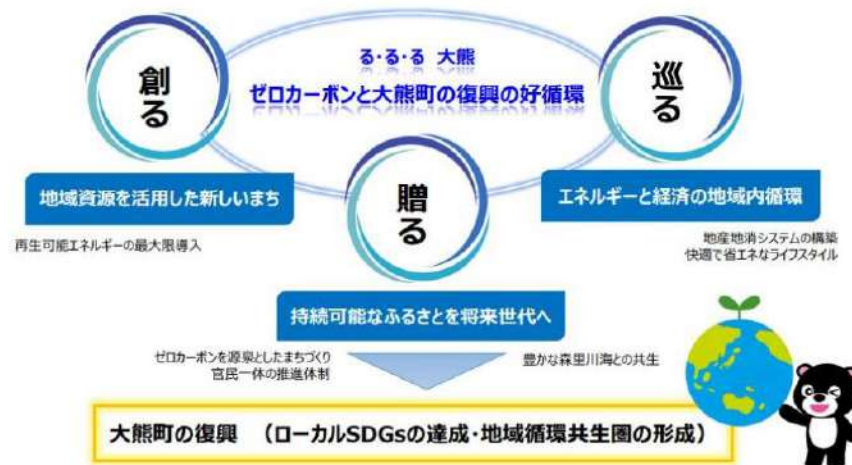 る・る・る 大熊
ゼロカーボンと大熊町の復興の好循環
創る
巡る
贈る
地域資源を活用した新しいまち
再生可能エネルギーの最大限導入
エネルギーと経済の地域内循環
地産地消システムの構築
快適で省エネなライフスタイル
持続可能なふるさとを将来世代へ
ゼロカーボンを源泉としたまちづくり
官民一体の推進体制
豊かな森里川海との共生
大熊町の復興 （ローカルSDGsの達成・地域循環共生圏の形成）